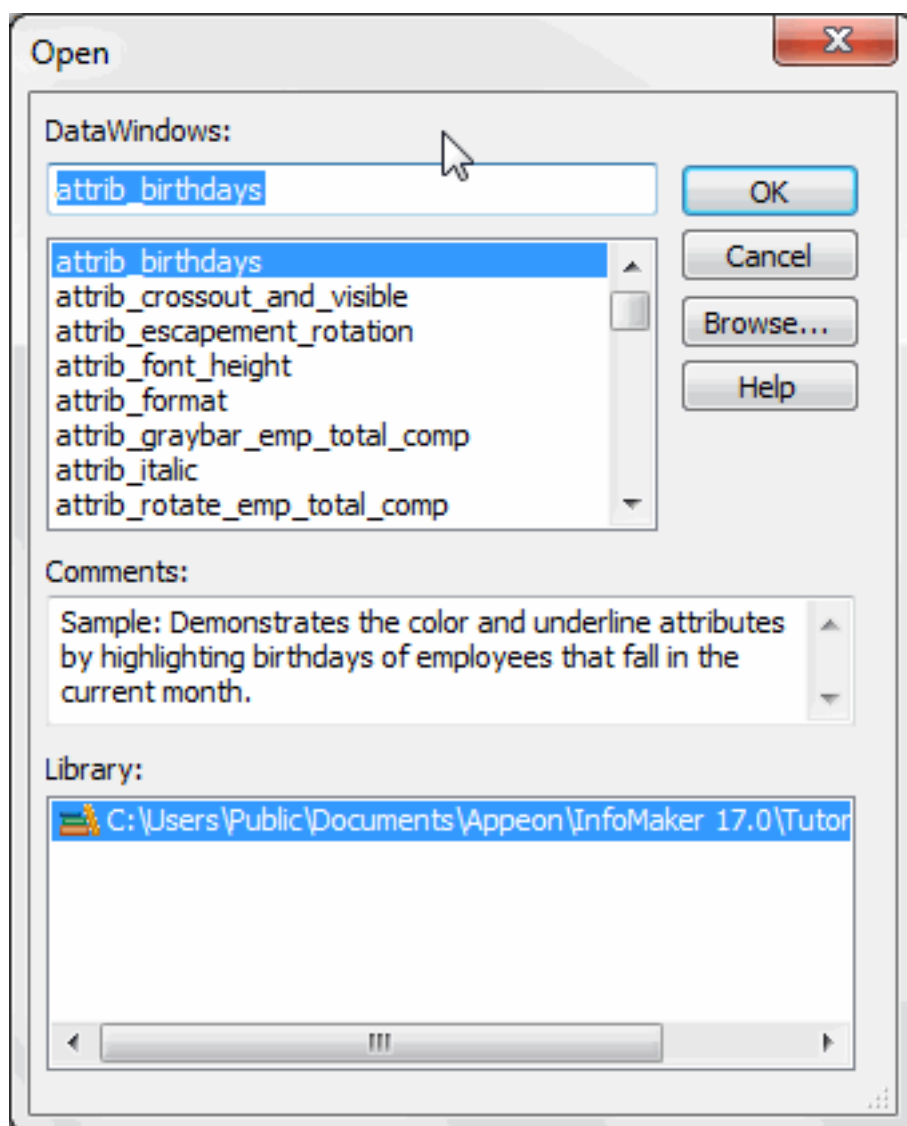 Open
DataWindows:
attrib_birthdays
OK
attrib_birthdays
attrib_crossout_and_visible
attrib_escapement_rotation
attrib_font_height
attrib_format
attrib_graybar_emp_total_comp
attrib_italic
attrib_rotate_emp_total_comp
Cancel
Browse...
Help
Comments:
Sample: Demonstrates the color and underline attributes
by highlighting birthdays of employees that fall in the
current month.
Library:
C:\Users\Public\Documents\Appeon\InfoMaker 17.0\Tutor